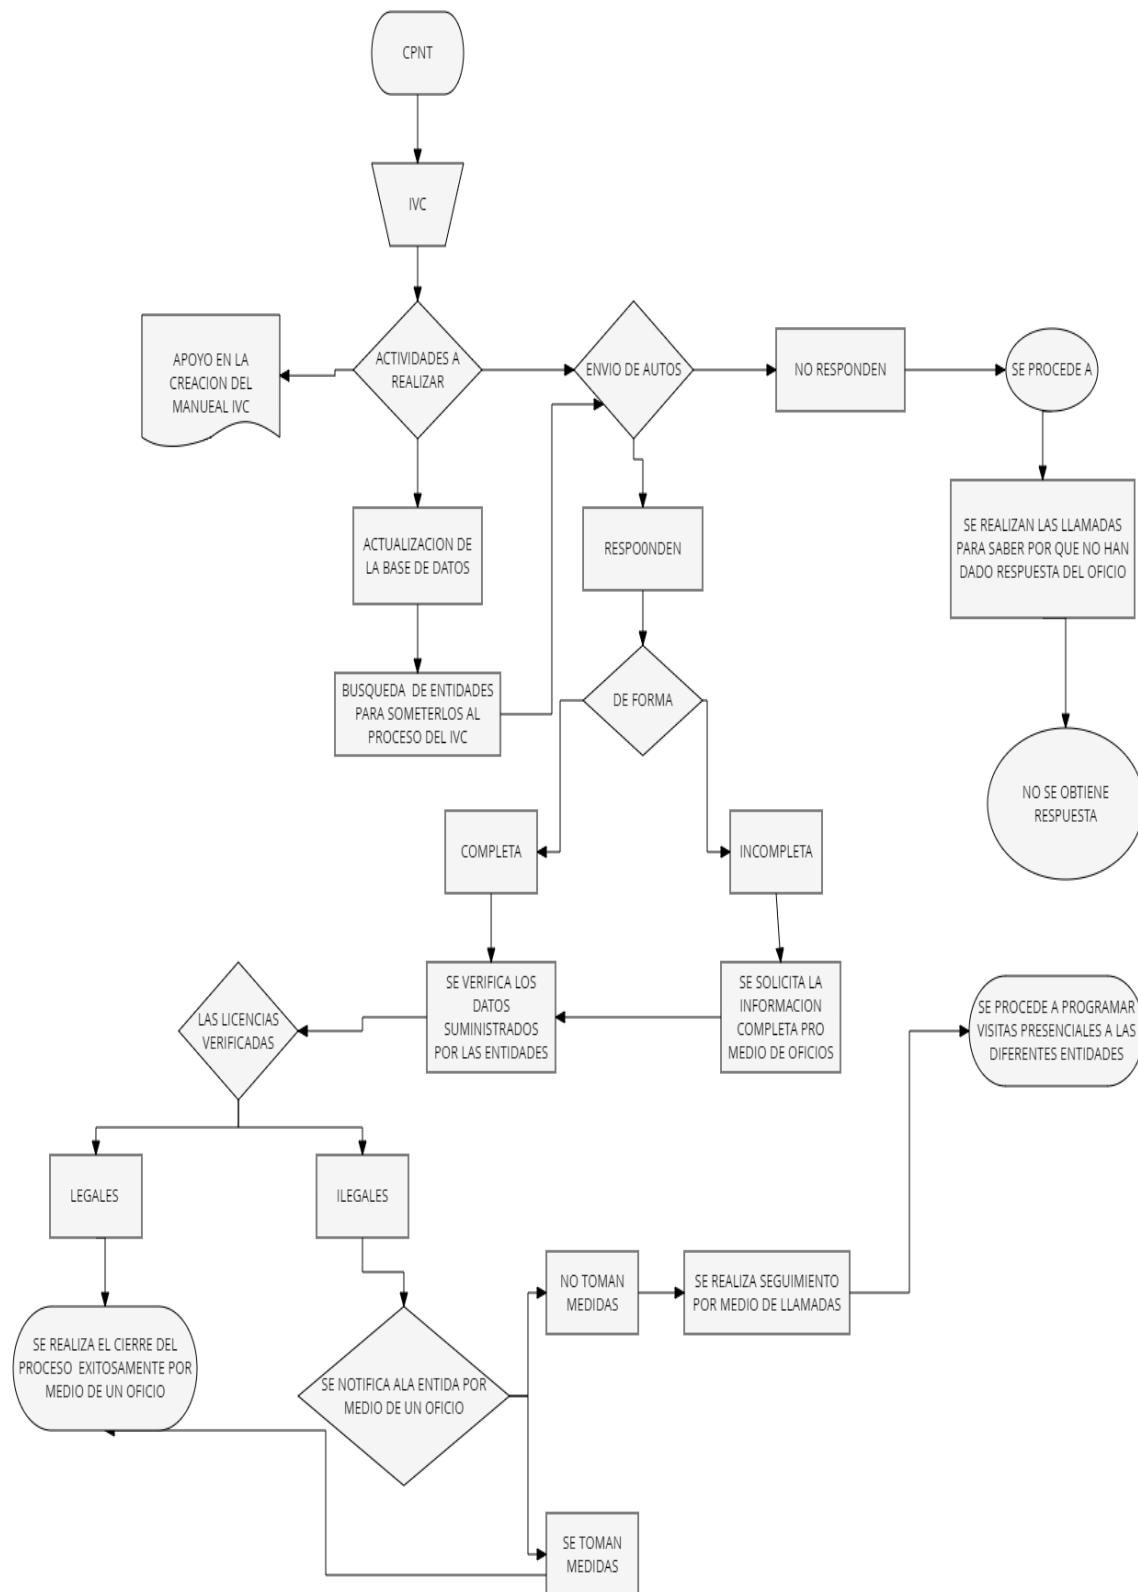 CPNT
IVC
APOYO EN LA
CREACION DEL
MANUEAL IVC
ACTIVIDADES A
REALIZAR
ENVIO DE AUTOS
NO RESPONDEN
SE PROCEDE A
ACTUALIZACION DE
LA BASE DE DATOS
RESPO0NDEN
SE REALIZAN LAS LLAMADAS
PARA SABER POR QUE NO HAN
DADO RESPUESTA DEL OFICIO
BUSQUEDA DE ENTIDADES
PARA SOMETERLOS AL
PROCESO DEL IVC
DE FORMA
NO SE OBTIENE
RESPUESTA
COMPLETA
INCOMPLETA
LAS LICENCIAS
VERIFICADAS
SE VERIFICA LOS
DATOS
SUMINISTRADOS
POR LAS ENTIDADES
SE SOLICITA LA
INFORMACION
COMPLETA PRO
MEDIO DE OFICIOS
SE PROCEDE A PROGRAMAR
VISITAS PRESENCIALES A LAS
DIFERENTES ENTIDADES
LEGALES
ILEGALES
NO TOMAN
MEDIDAS
SE REALIZA SEGUIMIENTO
POR MEDIO DE LLAMADAS
SE REALIZA EL CIERRE DEL
PROCESO EXITOSAMENTE POR
MEDIO DE UN OFICIO
SE NOTIFICA ALA ENTIDA POR
MEDIO DE UN OFICIO
SE TOMAN
MEDIDAS